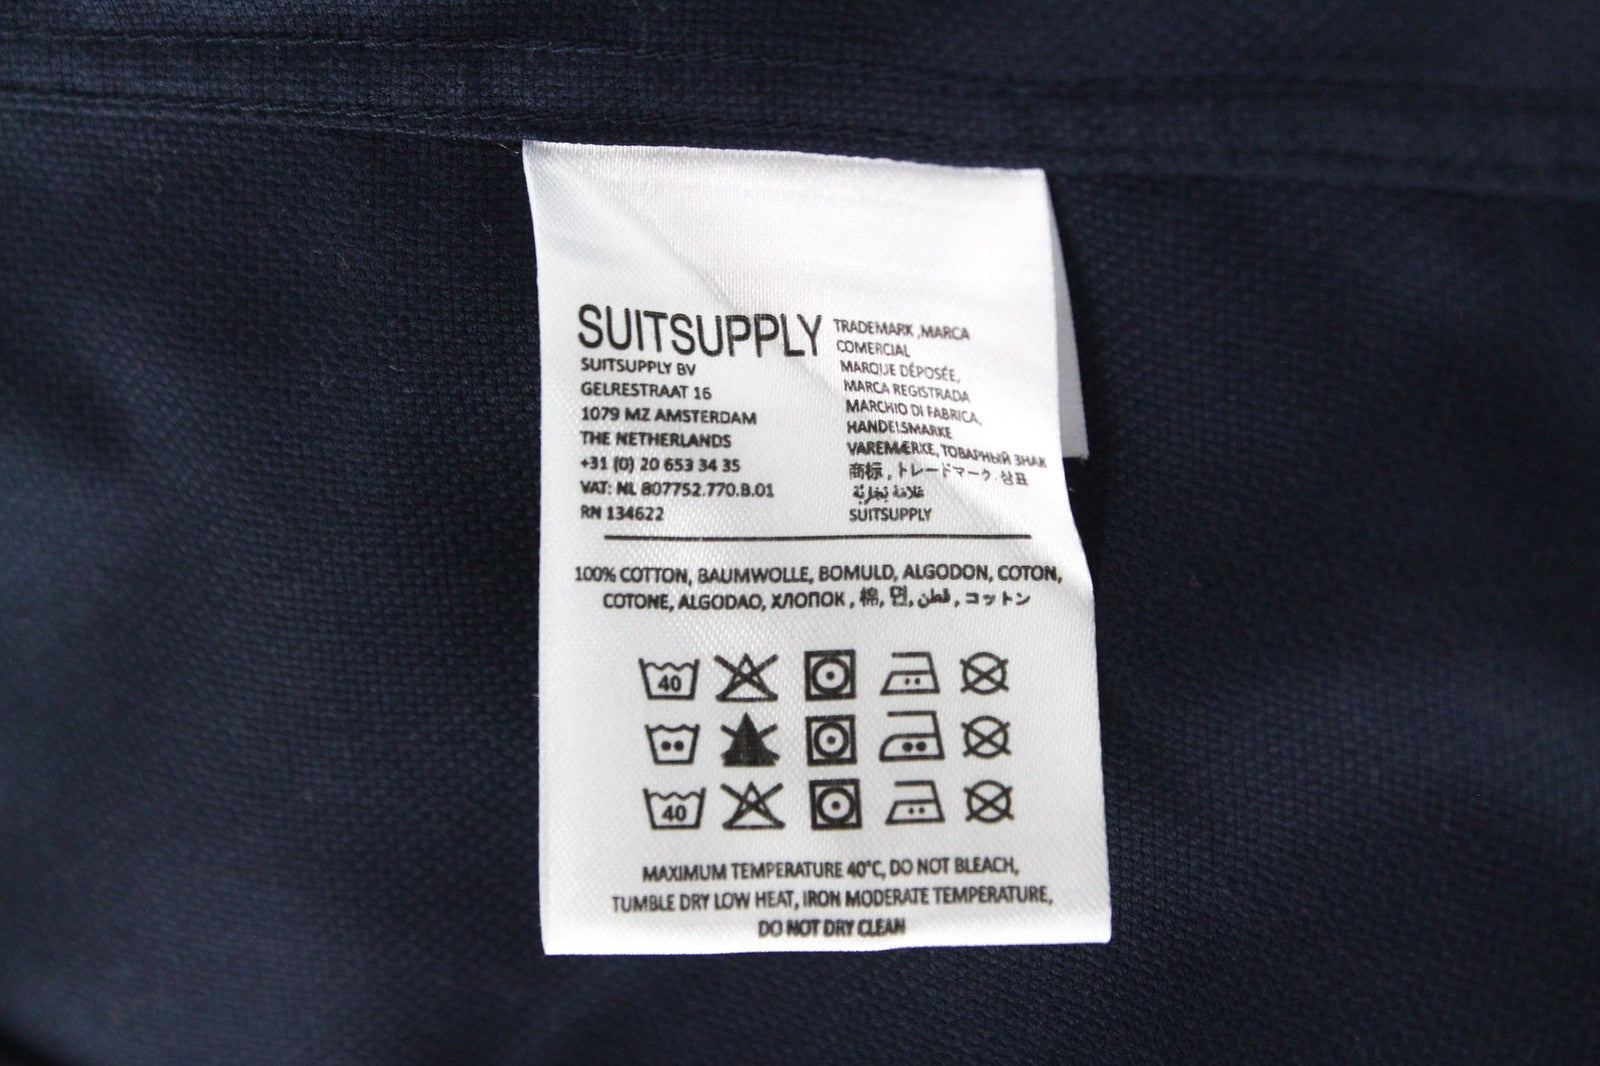 SUITSUPPLY
SUITSUPPLY BV
GELRESTRAAT 16
1079 MZ AMSTERDAM
THE NETHERLANDS
+31 (0) 20 653 34 35
VAT: NL 807752.770.B.01
RN 134622
TRADEMARK ,MARCA
COMERCIAL
MARQUE DÉPOSÉE,
MARCA REGISTRADA
MARCHIO DI FABRICA,
HANDELSMARKE
VAREMÆRKE, ТОВАРНЫЙ ЗНАК
商标 , トレードマーク, 상표
علامة تجارية
SUITSUPPLY
100% COTTON, BAUMWOLLE, BOMULD, ALGODON, COTON,
COTONE, ALGODAO, ХЛОПОК , 棉, 면, قطن , コットン
40
40
MAXIMUM TEMPERATURE 40°C, DO NOT BLEACH,
TUMBLE DRY LOW HEAT, IRON MODERATE TEMPERATURE,
DO NOT DRY CLEAN